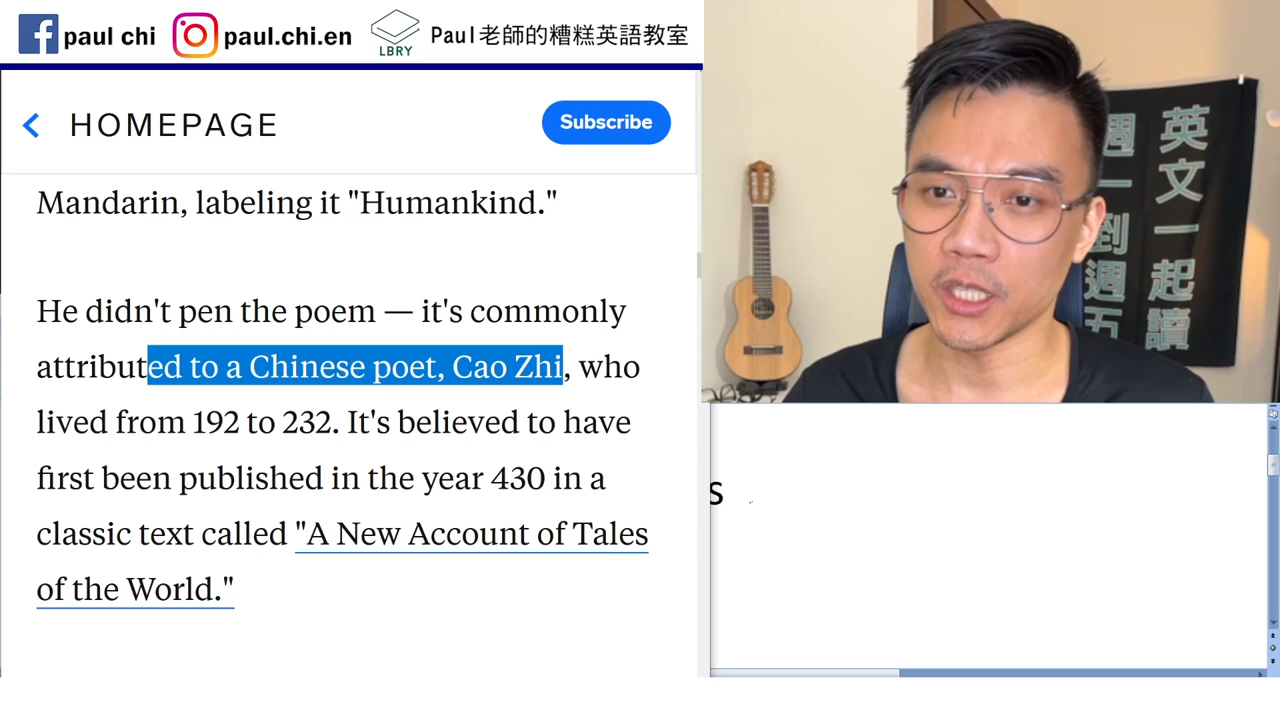 paul chi
paul.chi.en
LBRY
Paul老師的糟糕英語教室
HOMEPAGE
Subscribe
Mandarin, labeling it "Humankind."
He didn't pen the poem — it's commonly
attributed to a Chinese poet, Cao Zhi, who
lived from 192 to 232. It's believed to have
first been published in the year 430 in a
classic text called "A New Account of Tales
of the World."
英文一起讀
週一到週五
s